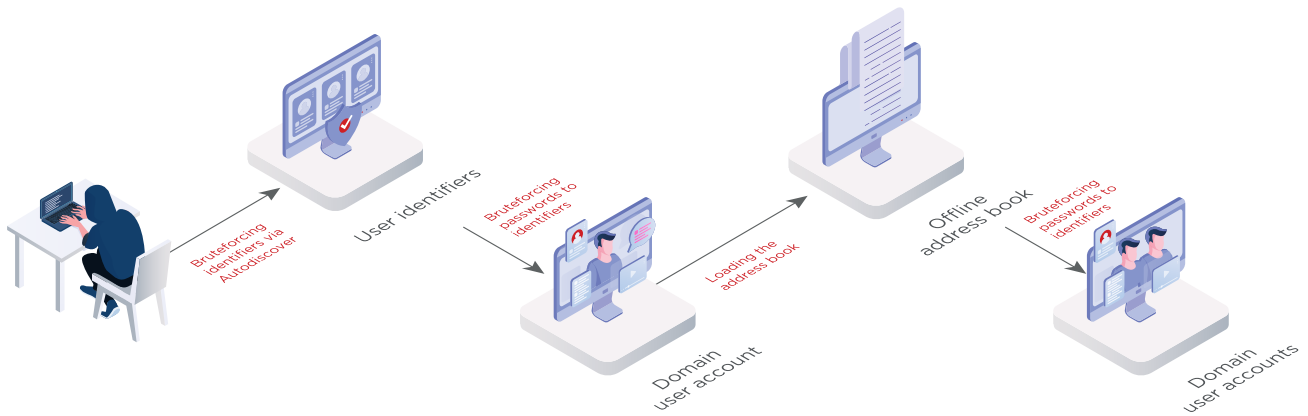 Bruteforcing
identifiers via
Autodiscover
User identifiers
Bruteforcing
passwords to
identifiers
Domain
user account
Loading the
address book
Offline
address book
Bruteforcing
passwords to
identifiers
Domain
user accounts